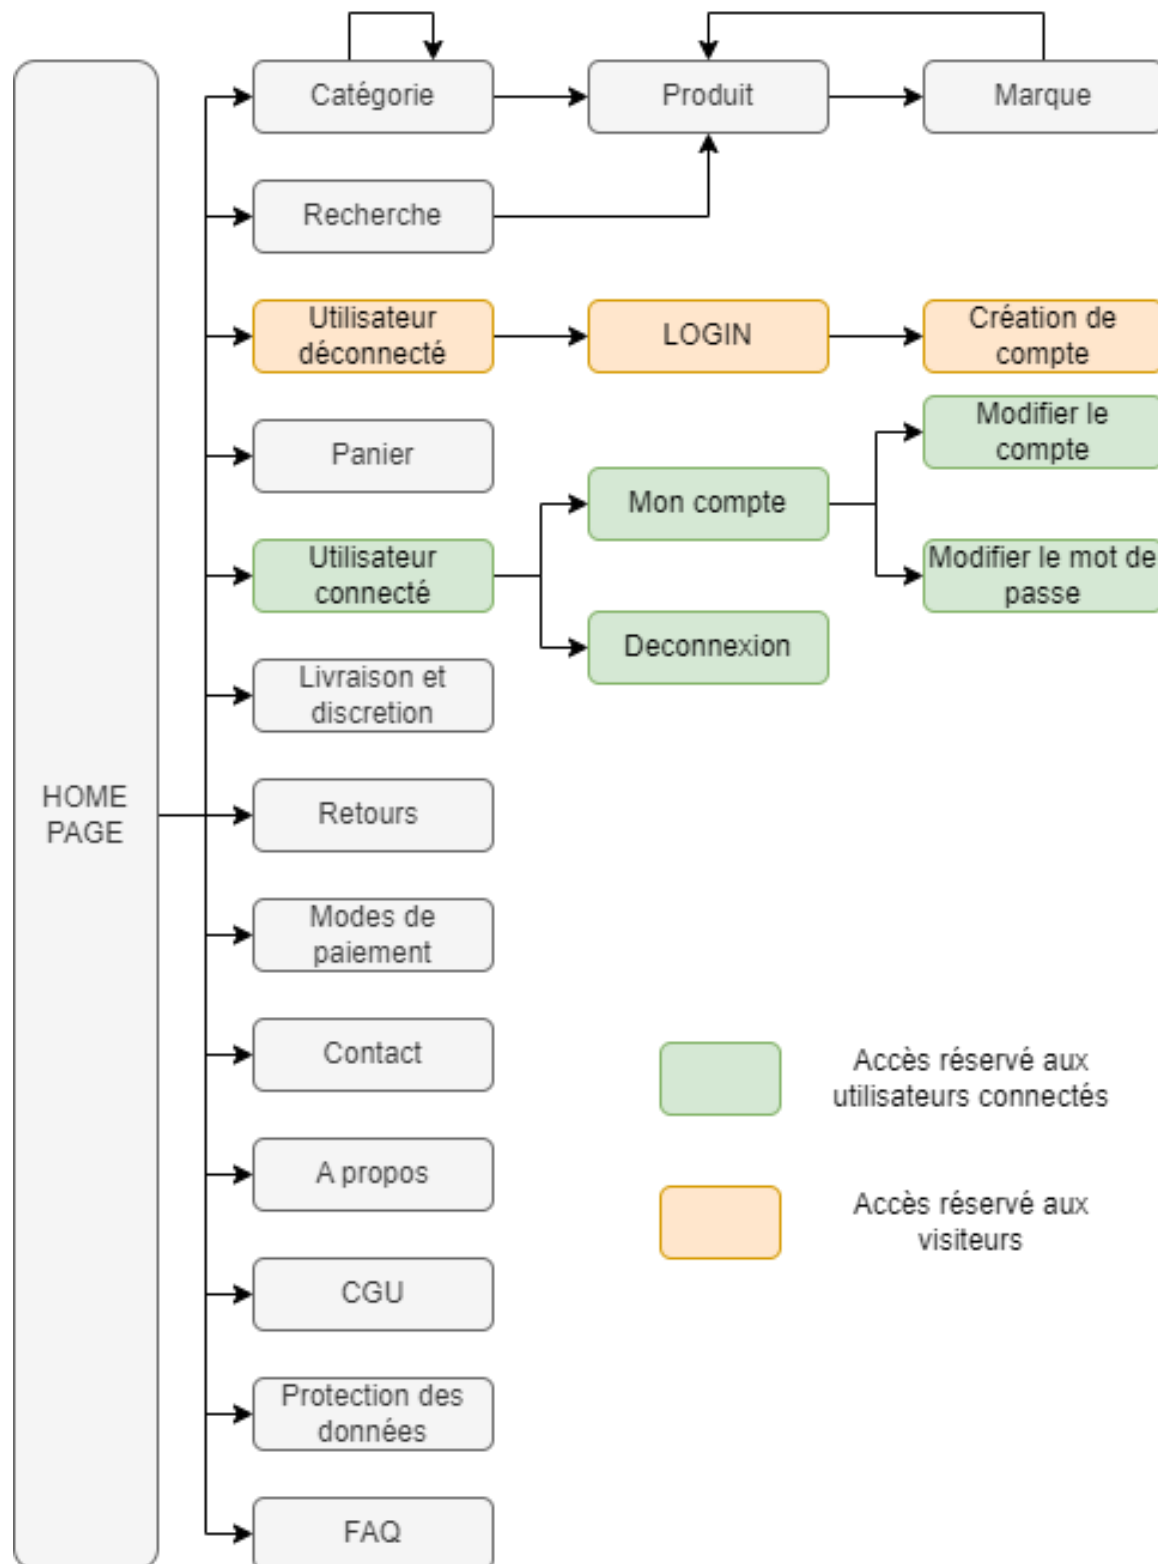 Catégorie
Produit
Marque
Recherche
Utilisateur
déconnecté
LOGIN
Création de
compte
Panier
Modifier le
compte
Mon compte
Utilisateur
connecté
Modifier le mot de
passe
Deconnexion
Livraison et
discretion
HOME
PAGE
Retours
Modes de
paiement
Contact
Accès réservé aux
utilisateurs connectés
A propos
Accès réservé aux
visiteurs
CGU
Protection des
données
FAQ